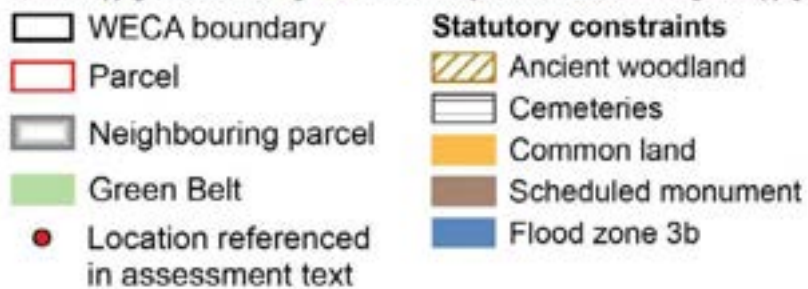 WECA boundary
Parcel
Neighbouring parcel
Green Belt
Location referenced
in assessment text
Statutory constraints
Ancient woodland
Cemeteries
Common land
Scheduled monument
Flood zone 3b